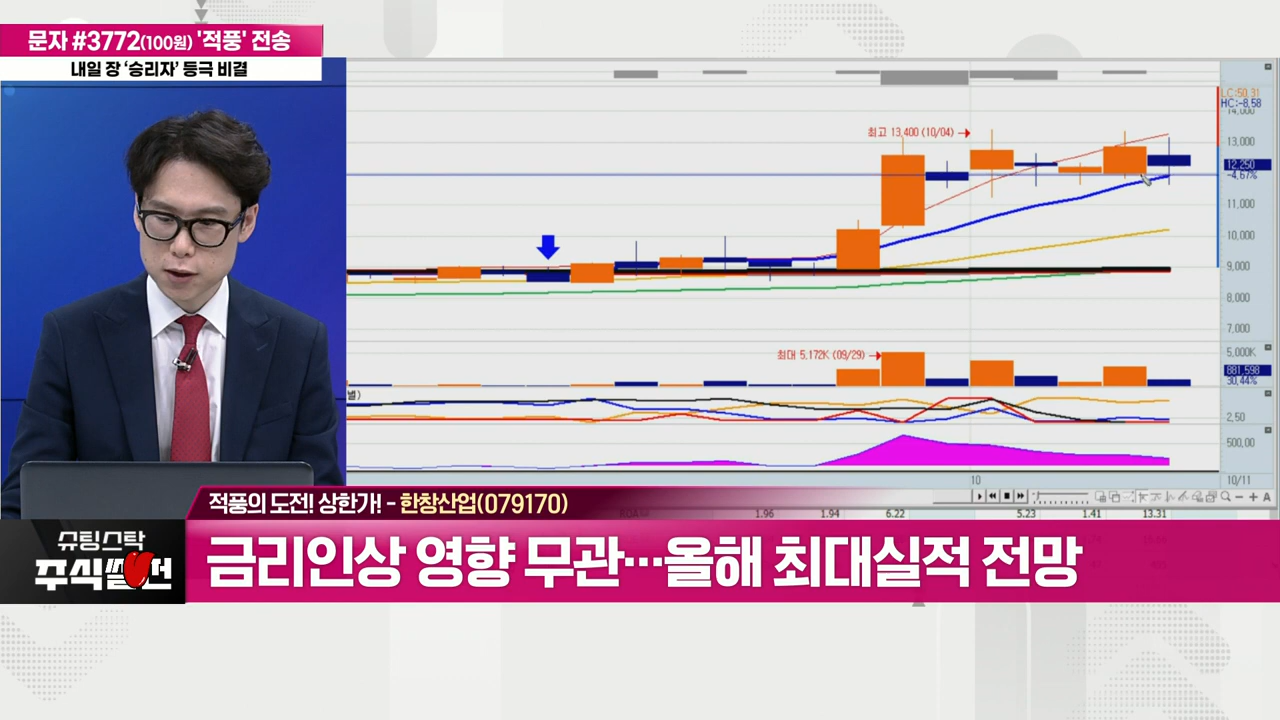 문자 #3772(100원) '적풍' 전송
내일 장 ‘승리자’ 등극 비결
LC:50,31
HC:-8,58
14,000
최고 13,400 (10/04)
13,000
12,250
-4,67%
11,000
10,000
9,000
8,000
7,000
최대 5,172K (09/29)
5,000K
881,598
30,44%
널)
2,50
500,00
10
10/11
1.96 1.94 6.22 5.23 1.41 13.31
적풍의 도전! 상한가! - 한창산업(079170)
슈팅스탁
주식썰전
금리인상 영향 무관…올해 최대실적 전망